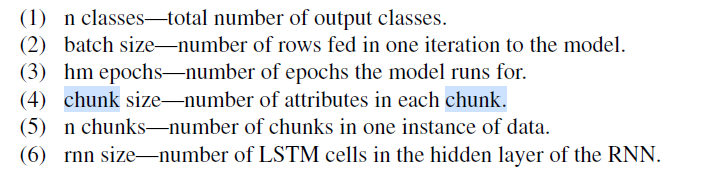 (1) n classes—total number of output classes.
(2) batch size—number of rows fed in one iteration to the model.
(3) hm epochs—number of epochs the model runs for.
(4) chunk size—number of attributes in each chunk.
(5) n chunks—number of chunks in one instance of data.
(6) rnn size—number of LSTM cells in the hidden layer of the RNN.